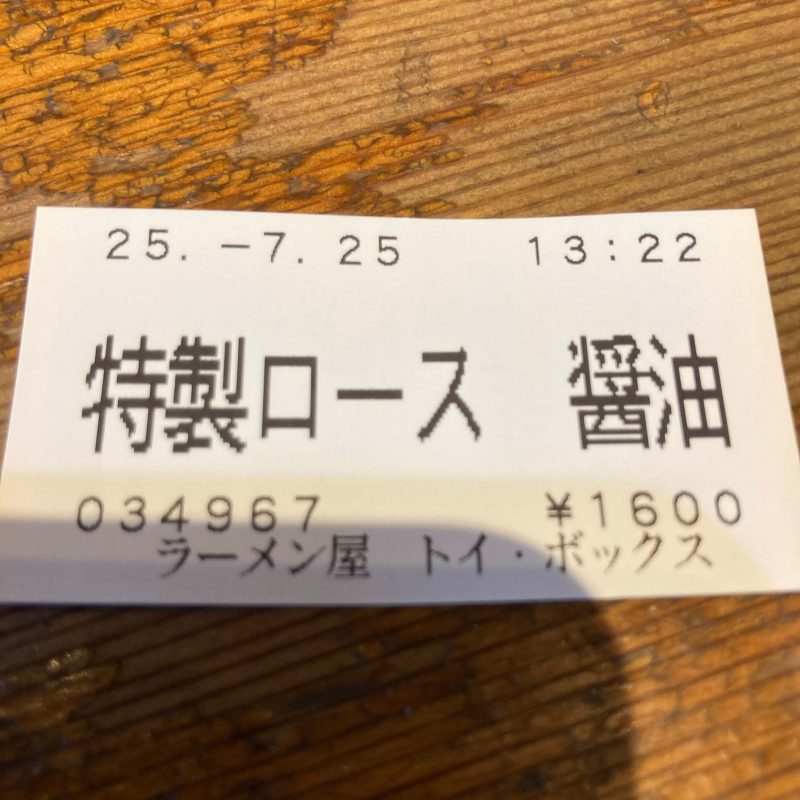 25.-7.25 13:22
特製ロース 醤油
034967 ¥1600
ラーメン屋 トイ・ボックス